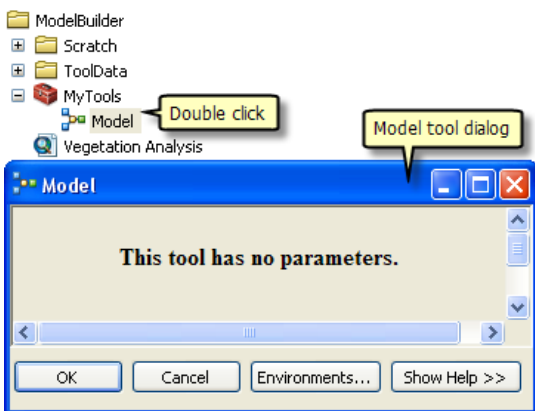 ModelBuilder
Scratch
ToolData
MyTools
Model
Double click
Model tool dialog
Vegetation Analysis
Model
This tool has no parameters.
OK
Cancel
Environments...
Show Help >>